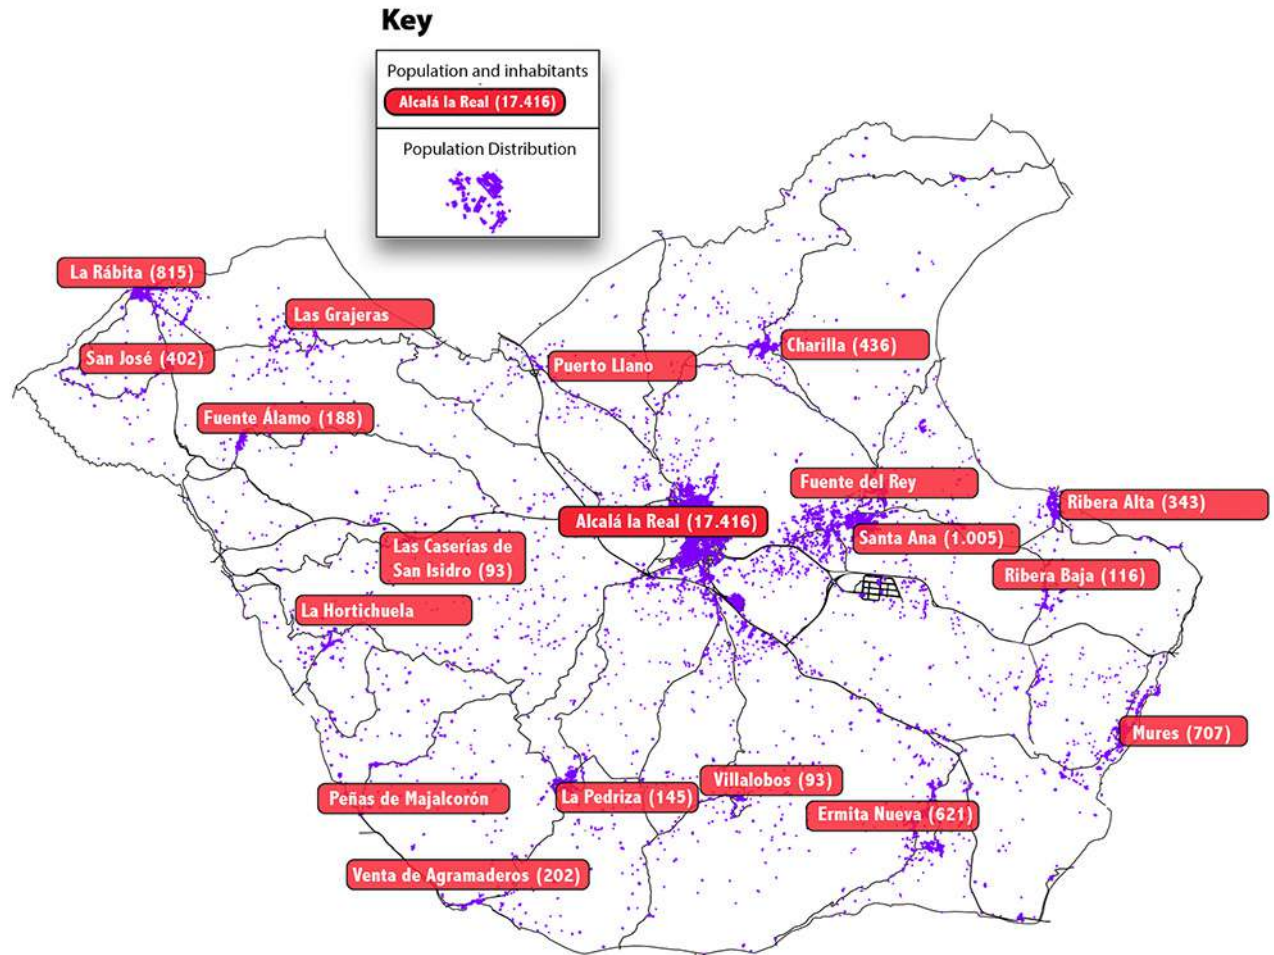 Key
Population and inhabitants
Alcalá la Real (17.416)
Population Distribution
La Rábita (815)
Las Grajeras
San José (402)
Puerto Llano
Charilla (436)
Fuente Álamo (188)
Fuente del Rey
Ribera Alta (343)
Alcalá la Real (17.416)
Santa Ana (1.005)
Las Caserías de
San Isidro (93)
Ribera Baja (116)
La Hortichuela
Mures (707)
Villalobos (93)
Peñas de Majalcorón
La Pedriza (145)
Ermita Nueva (621)
Venta de Agramaderos (202)